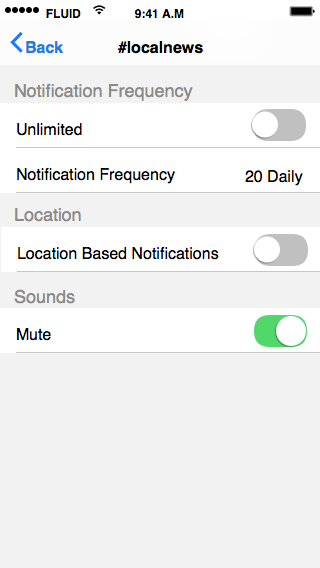 FLUID 9:41 A.M
Back #localnews
Notification Frequency
Unlimited
Notification Frequency 20 Daily
Location
Location Based Notifications
Sounds
Mute